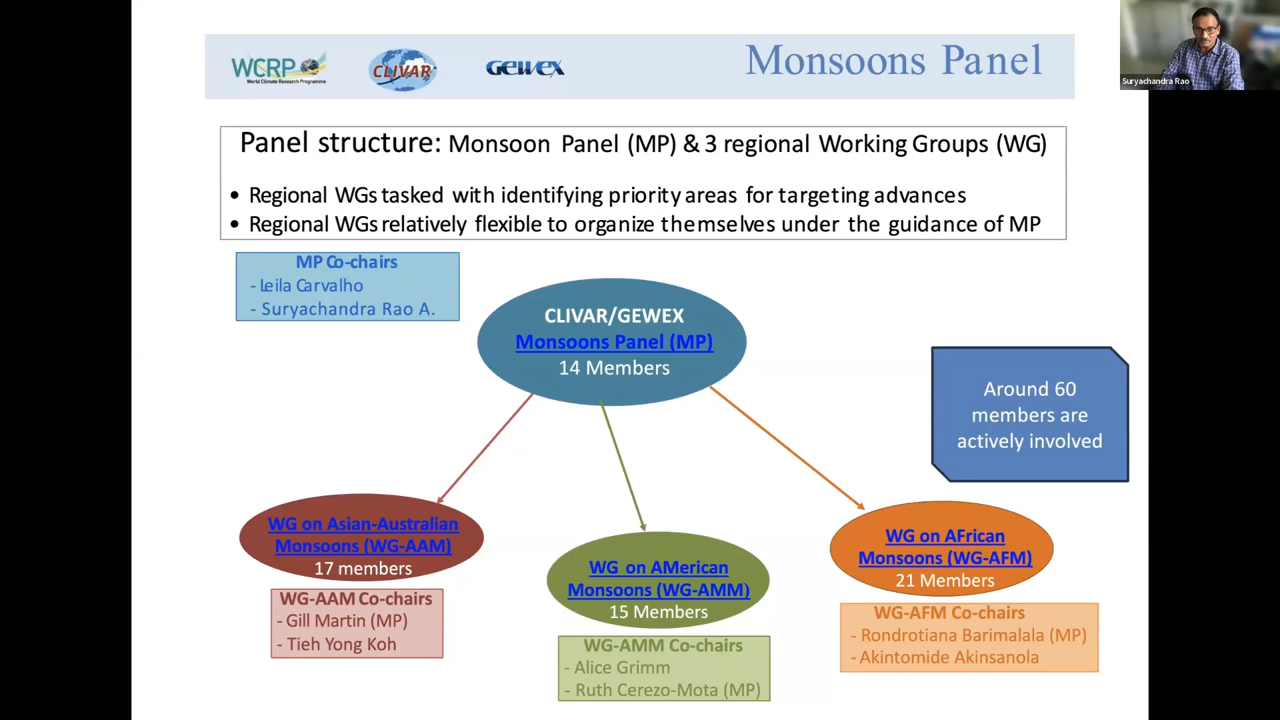 WCRP
World Climate Research Programme
CLIVAR
GEWEX
Monsoons Panel
Suryachandra Rao
Panel structure: Monsoon Panel (MP) & 3 regional Working Groups (WG)
• Regional WGs tasked with identifying priority areas for targeting advances
• Regional WGs relatively flexible to organize themselves under the guidance of MP
MP Co-chairs
- Leila Carvalho
- Suryachandra Rao A.
CLIVAR/GEWEX
Monsoons Panel (MP)
14 Members
Around 60
members are
actively involved
WG on Asian-Australian
Monsoons (WG-AAM)
17 members
WG-AAM Co-chairs
- Gill Martin (MP)
- Tieh Yong Koh
WG on AMerican
Monsoons (WG-AMM)
15 Members
WG-AMM Co-chairs
- Alice Grimm
- Ruth Cerezo-Mota (MP)
WG on AFrican
Monsoons (WG-AFM)
21 Members
WG-AFM Co-chairs
- Rondrotiana Barimalala (MP)
- Akintomide Akinsanola